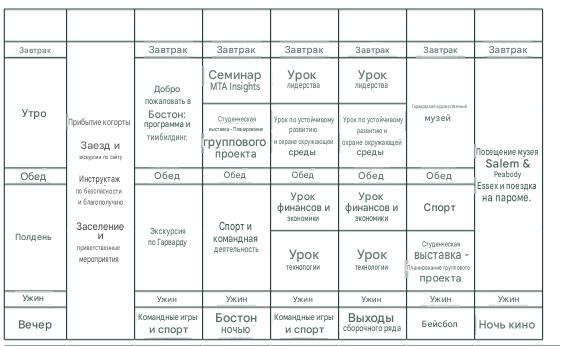 Завтрак
Завтрак
Завтрак
Завтрак
Завтрак
Завтрак
Завтрак
Утро
Прибытие когорты
Заезд и
экскурсия по сайту
Инструктаж
по безопасности
и благополучию
Заселение
и
приветственные
мероприятия
Добро
пожаловать в
Бостон:
программа и
тимбилдинг.
Семинар
MTA Insights
Студенческая
выставка - Планирование
группового
проекта
Урок
лидерства
Урок по устойчивому
развитию
и охране окружающей
среды
Урок
лидерства
Урок по устойчивому
развитию и
охране окружающей
среды
Гарвардский художественный
музей
Посещение музея
Salem &
Peabody
Essex и поездка
на пароме.
Обед
Обед
Обед
Обед
Обед
Обед
Полдень
Экскурсия
по Гарварду
Спорт и
командная
деятельность
Урок
финансов и
экономики
Урок
технологии
Урок
финансов и
экономики
Урок
технологии
Спорт
Студенческая
выставка -
Планирование группового
проекта
Ужин
Ужин
Ужин
Ужин
Ужин
Ужин
Ужин
Вечер
Командные игры
и спорт
Бостон
ночью
Командные игры
и спорт
Выходы
сборочного ряда
Бейсбол
Ночь кино